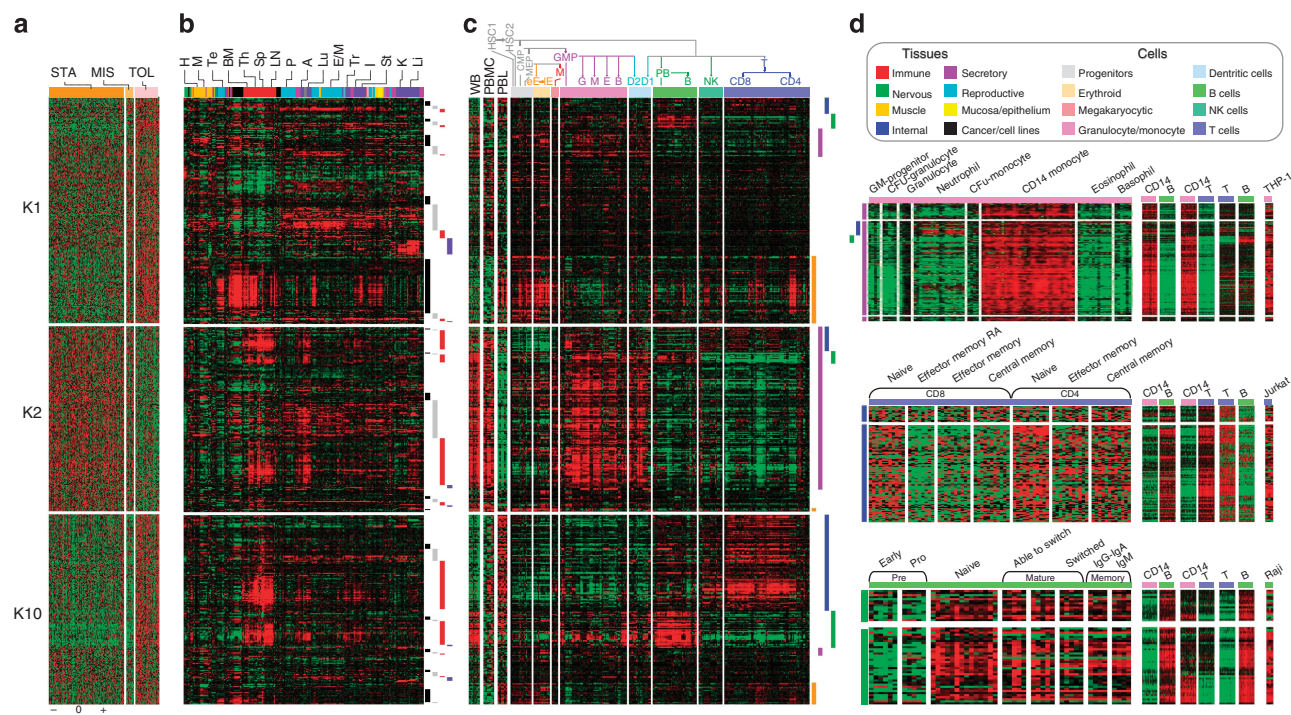 a
b
c
d
STA MIS TOL
H M Te BM Th Sp LN P A Lu E/M Tr I St K Li
HSC1 HSC2
CMP
MEP
GMP
T
M
eE-IE
G M E B D2D1 PB B NK CD8 CD4
WB PBMC PBL
K1
K2
K10
– 0 +
Tissues
Cells
Immune Secretory Progenitors Dentritic cells
Nervous Reproductive Erythroid B cells
Muscle Mucosa/epithelium Megakaryocytic NK cells
Internal Cancer/cell lines Granulocyte/monocyte T cells
GM-progenitor CFU-granulocyte Granulocyte Neutrophil CFu-monocyte CD14 monocyte Eosinophil Basophil CD14 B CD14 T T B THP-1
Naive Effector memory RA Effector memory Central memory Naive Effector memory Central memory CD14 B CD14 T T B Jurkat
CD8 CD4
Early Pro Naive Able to switch Switched IgG-IgA IgM CD14 B CD14 T T B Raji
Pre Mature Memory